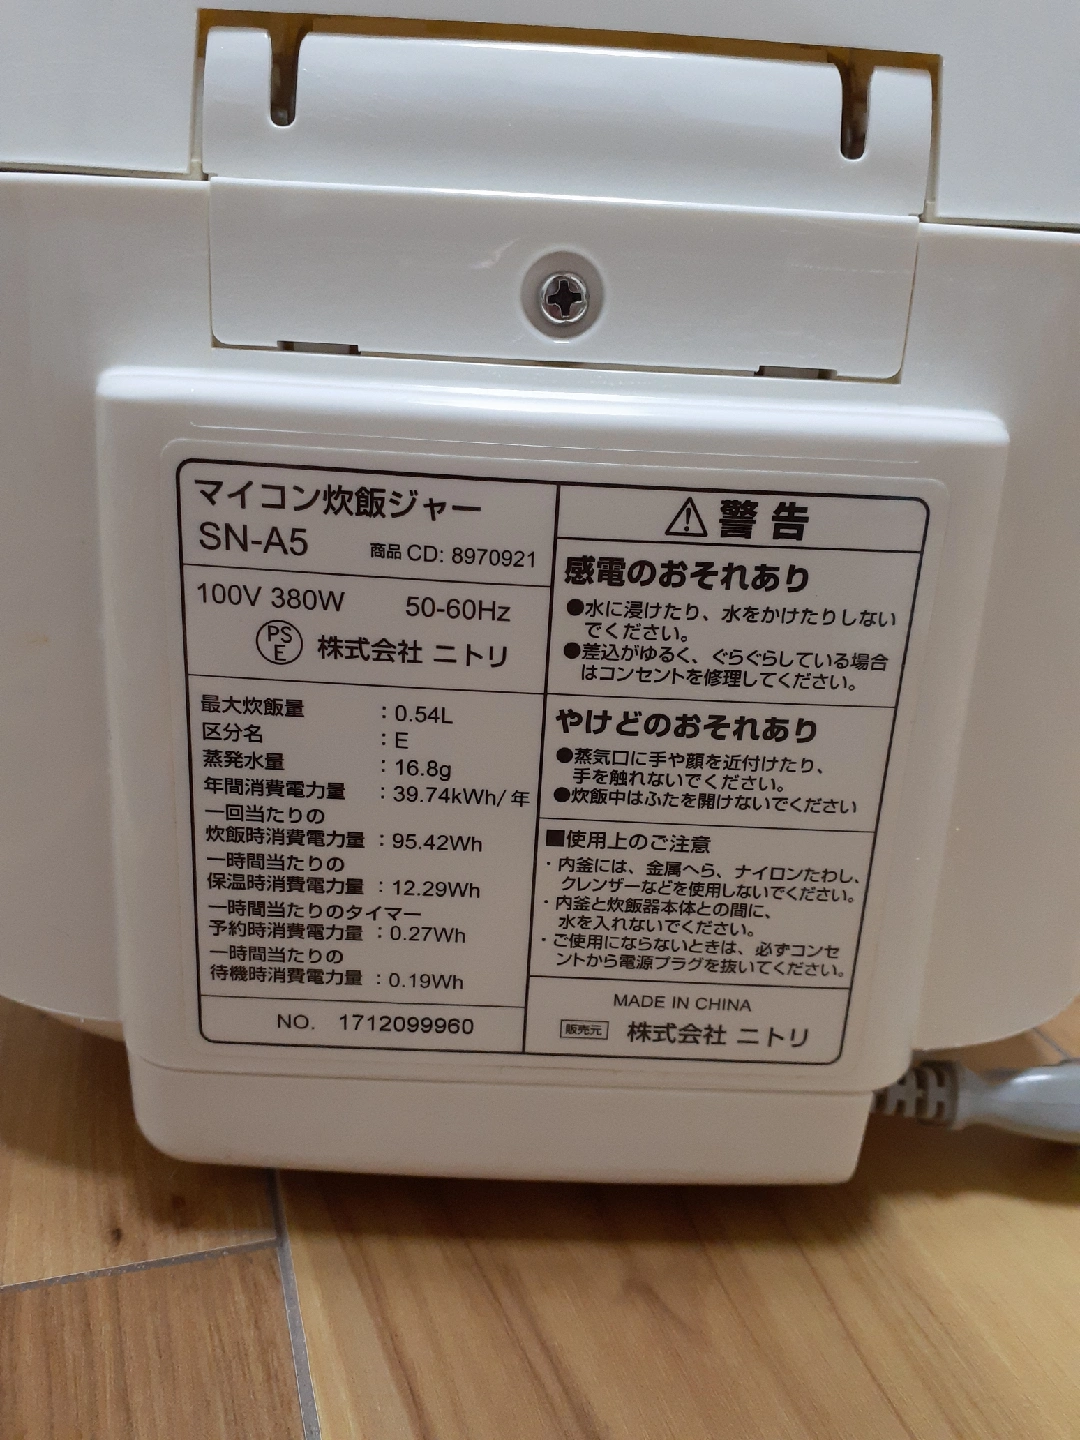 マイコン炊飯ジャー
SN-A5 商品 CD: 8970921
100V 380W 50-60Hz
PS
E
株式会社 ニトリ
最大炊飯量 : 0.54L
区分名 : E
蒸発水量 : 16.8g
年間消費電力量 : 39.74kWh/年
一回当たりの
炊飯時消費電力量 : 95.42Wh
一時間当たりの
保温時消費電力量 : 12.29Wh
一時間当たりのタイマー
予約時消費電力量 : 0.27Wh
一時間当たりの
待機時消費電力量 : 0.19Wh
NO. 1712099960
警告
感電のおそれあり
●水に浸けたり、水をかけたりしない
でください。
●差込がゆるく、ぐらぐらしている場合
はコンセントを修理してください。
やけどのおそれあり
●蒸気口に手や顔を近付けたり、
手を触れないでください。
●炊飯中はふたを開けないでください
■使用上のご注意
・内釜には、金属へら、ナイロンたわし、
クレンザーなどを使用しないでください。
・内釜と炊飯器本体との間に、
水を入れないでください。
・ご使用にならないときは、必ずコンセ
ントから電源プラグを抜いてください。
MADE IN CHINA
販売元 株式会社 ニトリ